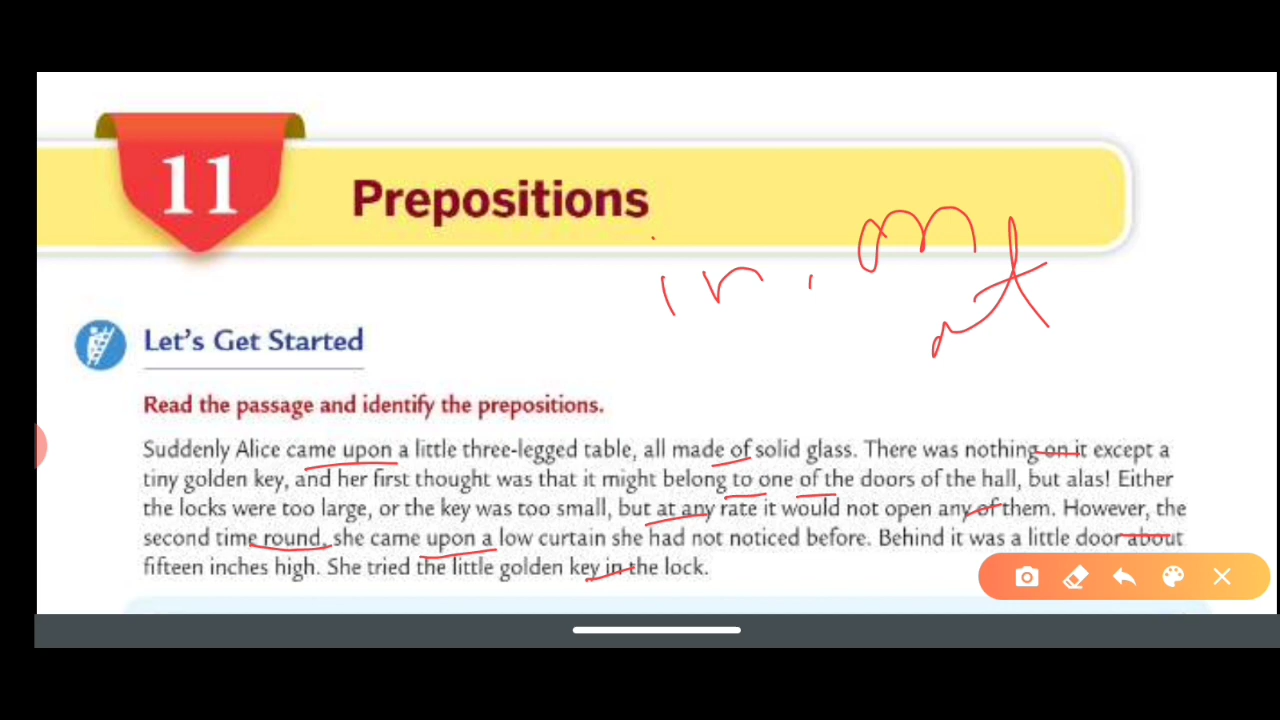 11
Prepositions
in, on
at
Let's Get Started
Read the passage and identify the prepositions.
Suddenly Alice came upon a little three-legged table, all made of solid glass. There was nothing on it except a
tiny golden key, and her first thought was that it might belong to one of the doors of the hall, but alas! Either
the locks were too large, or the key was too small, but at any rate it would not open any of them. However, the
second time round, she came upon a low curtain she had not noticed before. Behind it was a little door about
fifteen inches high. She tried the little golden key in the lock.